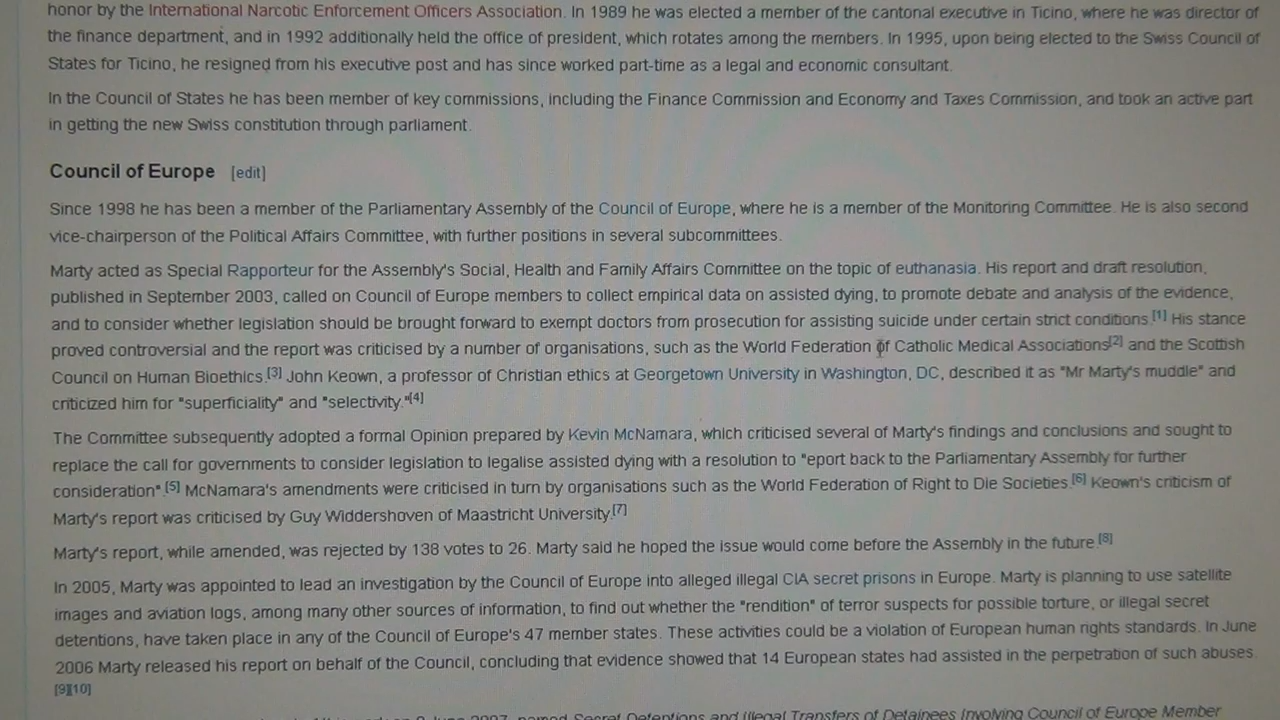 honor by the International Narcotic Enforcement Officers Association. In 1989 he was elected a member of the cantonal executive in Ticino, where he was director of
the finance department, and in 1992 additionally held the office of president, which rotates among the members. In 1995, upon being elected to the Swiss Council of
States for Ticino, he resigned from his executive post and has since worked part-time as a legal and economic consultant.
In the Council of States he has been member of key commissions, including the Finance Commission and Economy and Taxes Commission, and took an active part
in getting the new Swiss constitution through parliament.
Council of Europe [edit]
Since 1998 he has been a member of the Parliamentary Assembly of the Council of Europe, where he is a member of the Monitoring Committee. He is also second
vice-chairperson of the Political Affairs Committee, with further positions in several subcommittees.
Marty acted as Special Rapporteur for the Assembly's Social, Health and Family Affairs Committee on the topic of euthanasia. His report and draft resolution,
published in September 2003, called on Council of Europe members to collect empirical data on assisted dying, to promote debate and analysis of the evidence,
and to consider whether legislation should be brought forward to exempt doctors from prosecution for assisting suicide under certain strict conditions.[1] His stance
proved controversial and the report was criticised by a number of organisations, such as the World Federation of Catholic Medical Associations[2] and the Scottish
Council on Human Bioethics.[3] John Keown, a professor of Christian ethics at Georgetown University in Washington, DC, described it as "Mr Marty's muddle" and
criticized him for "superficiality" and "selectivity."[4]
The Committee subsequently adopted a formal Opinion prepared by Kevin McNamara, which criticised several of Marty's findings and conclusions and sought to
replace the call for governments to consider legislation to legalise assisted dying with a resolution to "eport back to the Parliamentary Assembly for further
consideration".[5] McNamara's amendments were criticised in turn by organisations such as the World Federation of Right to Die Societies.[6] Keown's criticism of
Marty's report was criticised by Guy Widdershoven of Maastricht University.[7]
Marty's report, while amended, was rejected by 138 votes to 26. Marty said he hoped the issue would come before the Assembly in the future.[8]
In 2005, Marty was appointed to lead an investigation by the Council of Europe into alleged illegal CIA secret prisons in Europe. Marty is planning to use satellite
images and aviation logs, among many other sources of information, to find out whether the "rendition" of terror suspects for possible torture, or illegal secret
detentions, have taken place in any of the Council of Europe's 47 member states. These activities could be a violation of European human rights standards. In June
2006 Marty released his report on behalf of the Council, concluding that evidence showed that 14 European states had assisted in the perpetration of such abuses.
[9][10]
2007, named Secret Detentions and Illegal Transfers of Detainees Involving Council of Europe Member